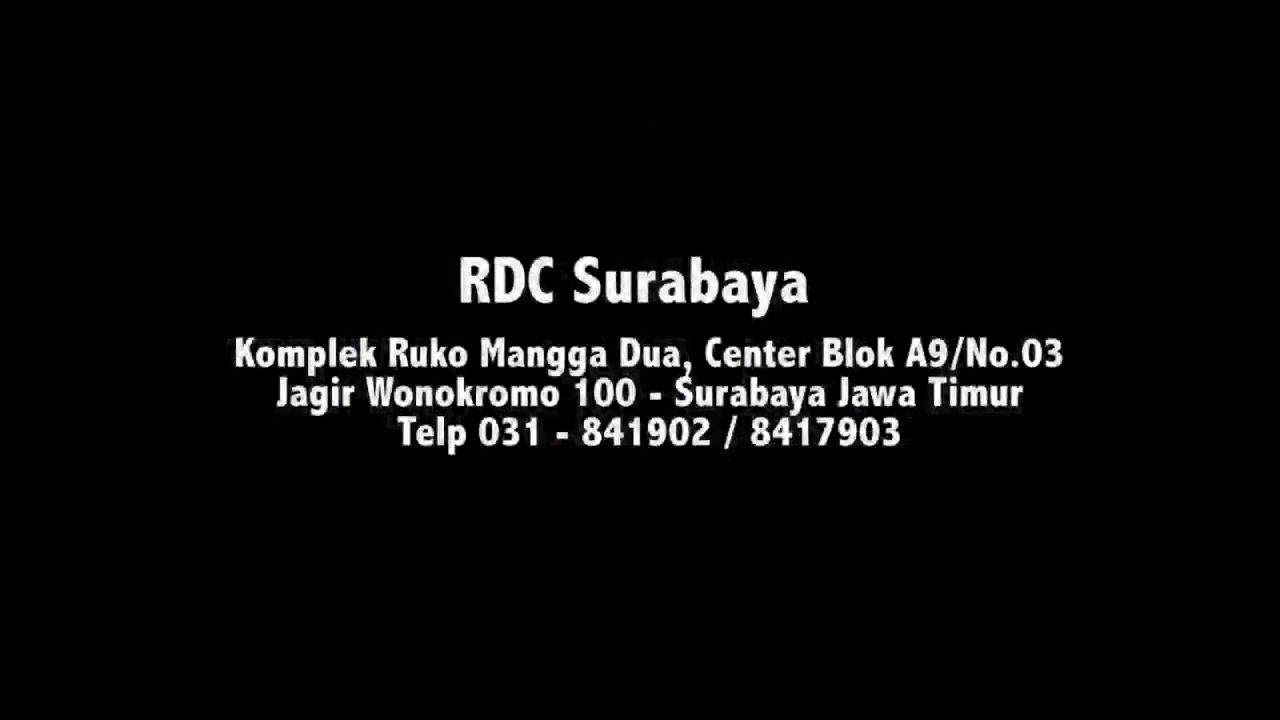 RDC Surabaya
Komplek Ruko Mangga Dua, Center Blok A9/No.03
Jagir Wonokromo 100 - Surabaya Jawa Timur
Telp 031 - 841902 / 8417903